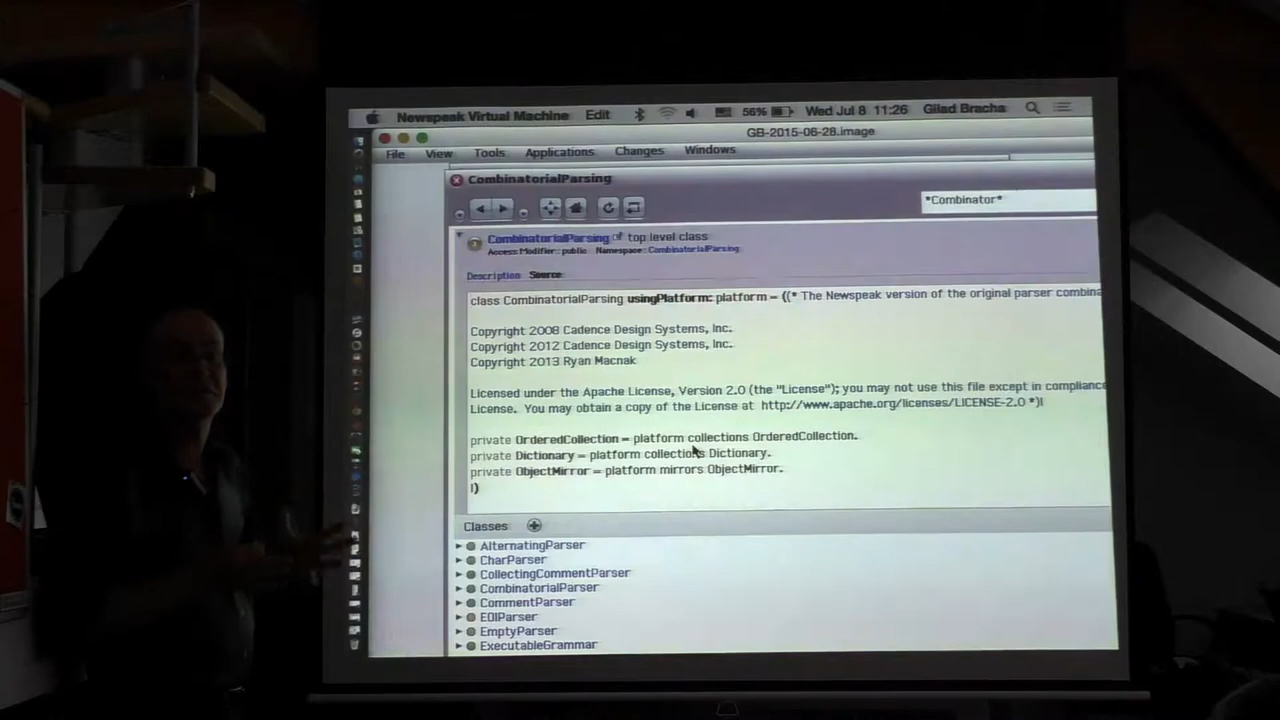 Newspeak Virtual Machine Edit 56% Wed Jul 8 11:26 Gilad Bracha
GB-2015-06-28.image
File View Tools Applications Changes Windows
CombinatorialParsing
*Combinator*
CombinatorialParsing top level class
Access Modifier: public Namespace: CombinatorialParsing
Description Source:
class CombinatorialParsing usingPlatform: platform = ((* The Newspeak version of the original parser combina
Copyright 2008 Cadence Design Systems, Inc.
Copyright 2012 Cadence Design Systems, Inc.
Copyright 2013 Ryan Macnak
Licensed under the Apache License, Version 2.0 (the "License"); you may not use this file except in compliance
License. You may obtain a copy of the License at http://www.apache.org/licenses/LICENSE-2.0 *)|
private OrderedCollection = platform collections OrderedCollection.
private Dictionary = platform collections Dictionary.
private ObjectMirror = platform mirrors ObjectMirror.
|)
Classes
AlternatingParser
CharParser
CollectingCommentParser
CombinatorialParser
CommentParser
EOIParser
EmptyParser
ExecutableGrammar